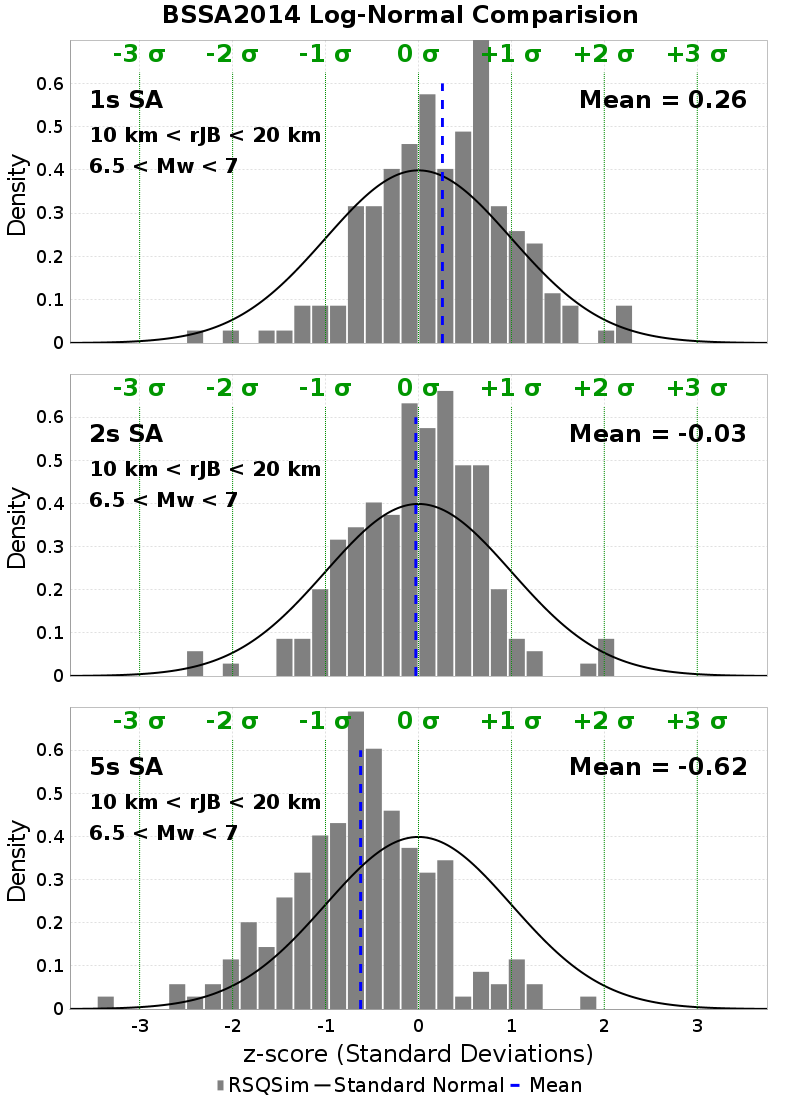 BSSA2014 Log-Normal Comparision
-3 σ -2 σ -1 σ 0 σ +1 σ +2 σ +3 σ
1s SA Mean = 0.26
10 km < rJB < 20 km
6.5 < Mw < 7
Density
0.6
0.5
0.4
0.3
0.2
0.1
0
-3 σ -2 σ -1 σ 0 σ +1 σ +2 σ +3 σ
2s SA Mean = -0.03
10 km < rJB < 20 km
6.5 < Mw < 7
Density
0.6
0.5
0.4
0.3
0.2
0.1
0
-3 σ -2 σ -1 σ 0 σ +1 σ +2 σ +3 σ
5s SA Mean = -0.62
10 km < rJB < 20 km
6.5 < Mw < 7
Density
0.6
0.5
0.4
0.3
0.2
0.1
0
-3 -2 -1 0 1 2 3
z-score (Standard Deviations)
RSQSim Standard Normal Mean